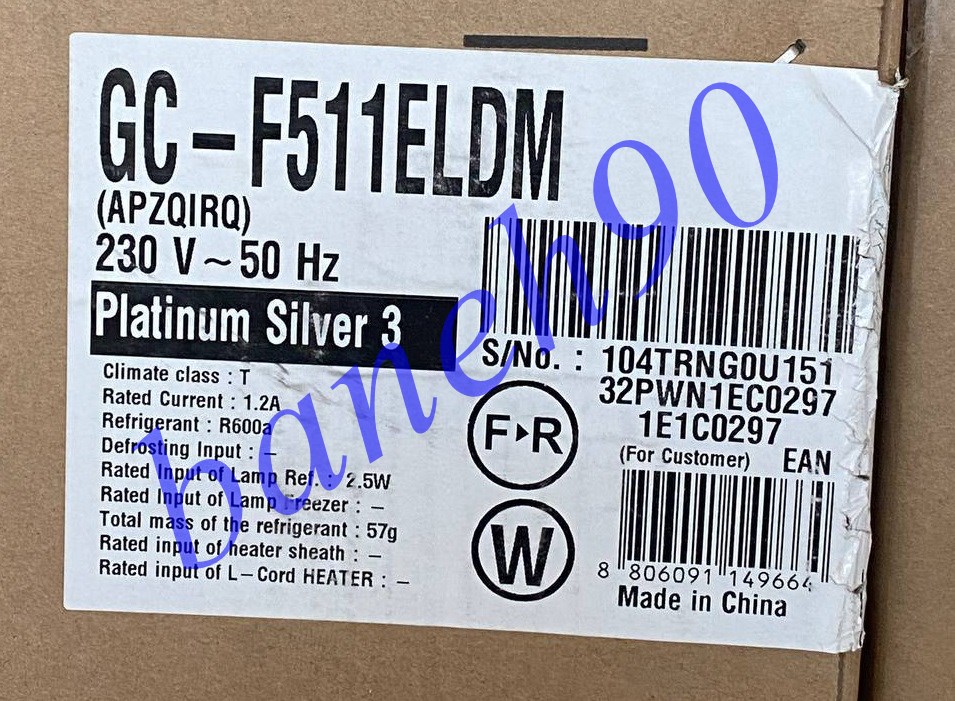 GC-F511ELDM
(APZQIRQ)
230 V ~ 50 Hz
Platinum Silver 3
Climate class : T
Rated Current : 1.2A
Refrigerant : R600a
Defrosting Input : -
Rated Input of Lamp Ref. : 2.5W
Rated Input of Lamp Freezer : -
Total mass of the refrigerant : 57g
Rated input of heater sheath : -
Rated input of L-Cord HEATER : -
S/No. : 104TRNG0U151
32PWN1EC0297
1E1C0297
(For Customer) EAN
F▸R
W
8 806091 149664
Made in China
baneh90